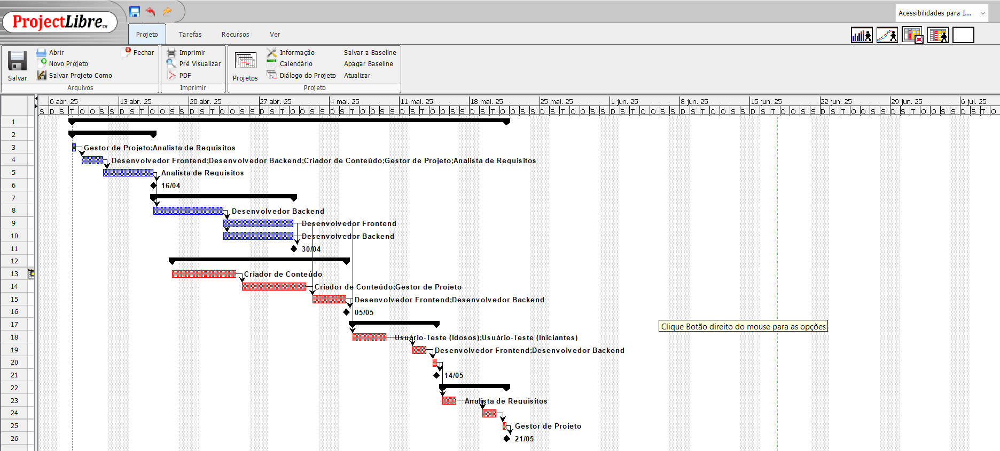 Acessibilidades para I...
ProjectLibre™
Projeto Tarefas Recursos Ver
Salvar
Abrir
Novo Projeto
Salvar Projeto Como
Fechar
Arquivos
Imprimir
Pré Visualizar
PDF
Imprimir
Projetos
Informação
Calendário
Diálogo do Projeto
Salvar a Baseline
Apagar Baseline
Atualizar
Projeto
6 abr. 25 13 abr. 25 20 abr. 25 27 abr. 25 4 mai. 25 11 mai. 25 18 mai. 25 25 mai. 25 1 jun. 25 8 jun. 25 15 jun. 25 22 jun. 25 29 jun. 25 6 jul. 25
S D S T Q Q S S D S T Q Q S S D S T Q Q S S D S T Q Q S S D S T Q Q S S D S T Q Q S S D S T Q Q S S D S T Q Q S S D S T Q Q S S D S T Q Q S S D S T Q Q S S D S T Q Q S S D S T Q Q S S D S T Q
1
2
3 Gestor de Projeto;Analista de Requisitos
4 Desenvolvedor Frontend;Desenvolvedor Backend;Criador de Conteúdo;Gestor de Projeto;Analista de Requisitos
5 Analista de Requisitos
6 16/04
7
8 Desenvolvedor Backend
9 Desenvolvedor Frontend
10 Desenvolvedor Backend
11 30/04
12
13 Criador de Conteúdo
14 Criador de Conteúdo;Gestor de Projeto
15 Desenvolvedor Frontend;Desenvolvedor Backend
16 05/05
17
Clique Botão direito do mouse para as opções
18 Usuário-Teste (Idosos);Usuário-Teste (Iniciantes)
19 Desenvolvedor Frontend;Desenvolvedor Backend
20
21 14/05
22
23 Analista de Requisitos
24
25 Gestor de Projeto
26 21/05